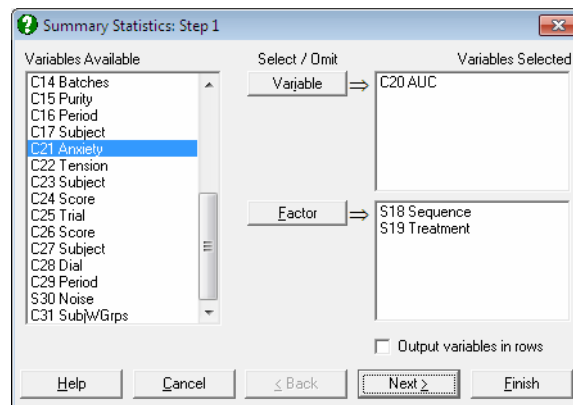 Summary Statistics: Step 1
Variables Available
Select / Omit
Variables Selected
C14 Batches
C15 Purity
C16 Period
C17 Subject
C21 Anxiety
C22 Tension
C23 Subject
C24 Score
C25 Trial
C26 Score
C27 Subject
C28 Dial
C29 Period
S30 Noise
C31 SubjWGrps
Variable
C20 AUC
Factor
S18 Sequence
S19 Treatment
Output variables in rows
Help
Cancel
< Back
Next >
Finish